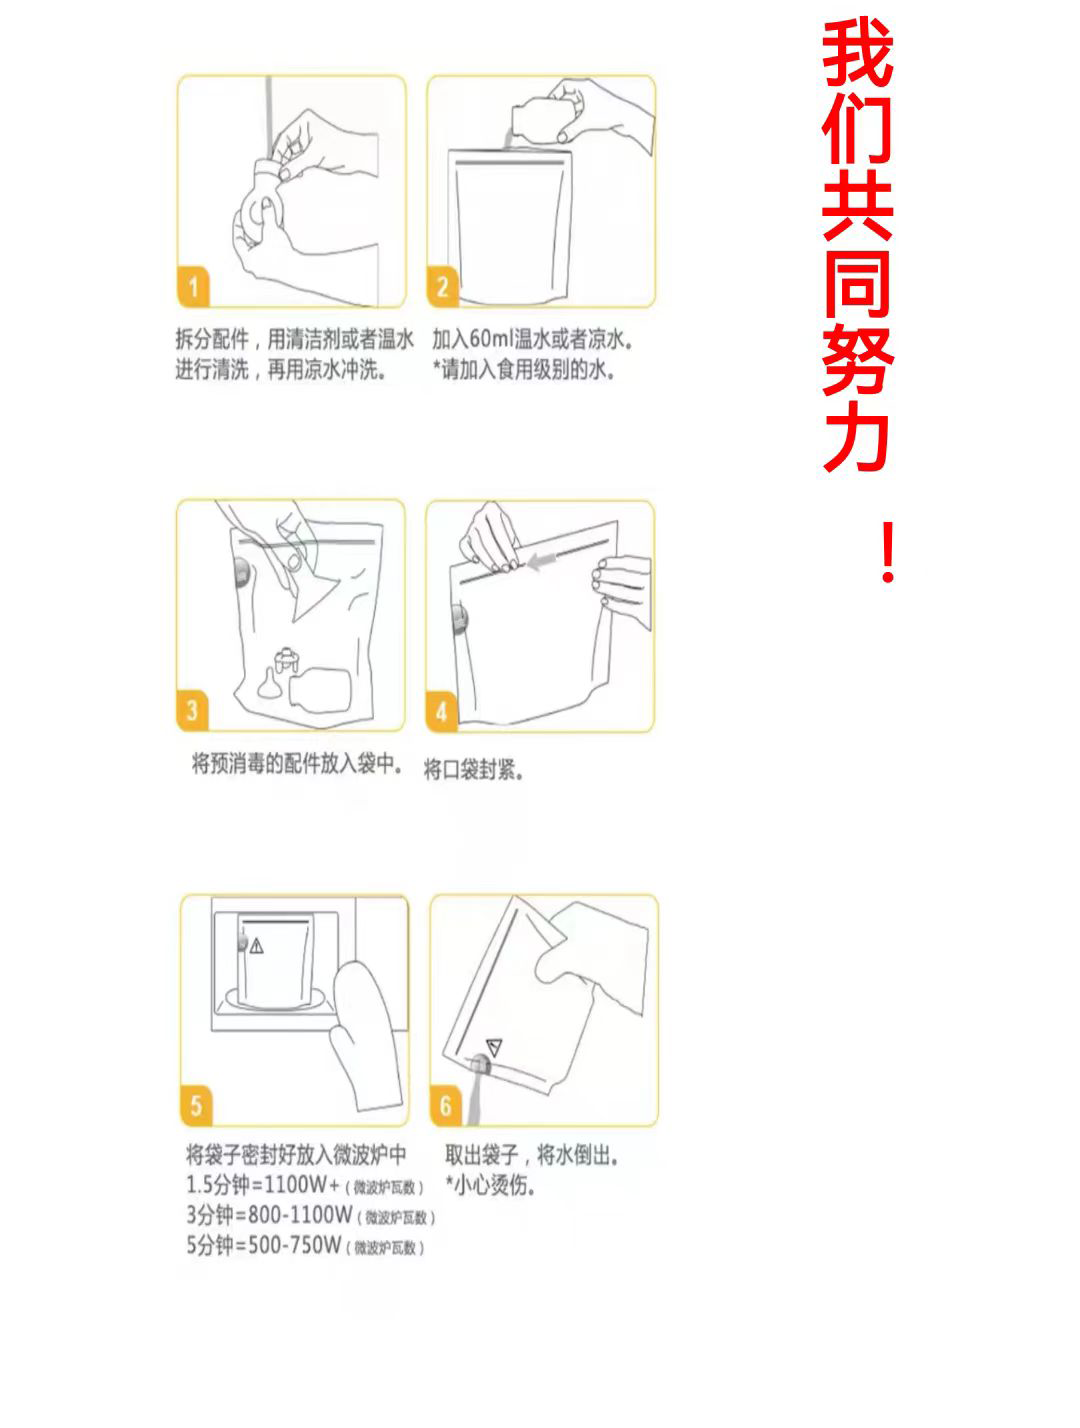 我们共同努力！
1
2
拆分配件，用清洁剂或者温水
进行清洗，再用凉水冲洗。
加入60ml温水或者凉水。
*请加入食用级别的水。
3
4
将预消毒的配件放入袋中。
将口袋封紧。
5
6
将袋子密封好放入微波炉中
1.5分钟=1100W+（微波炉瓦数）
3分钟=800-1100W（微波炉瓦数）
5分钟=500-750W（微波炉瓦数）
取出袋子，将水倒出。
*小心烫伤。